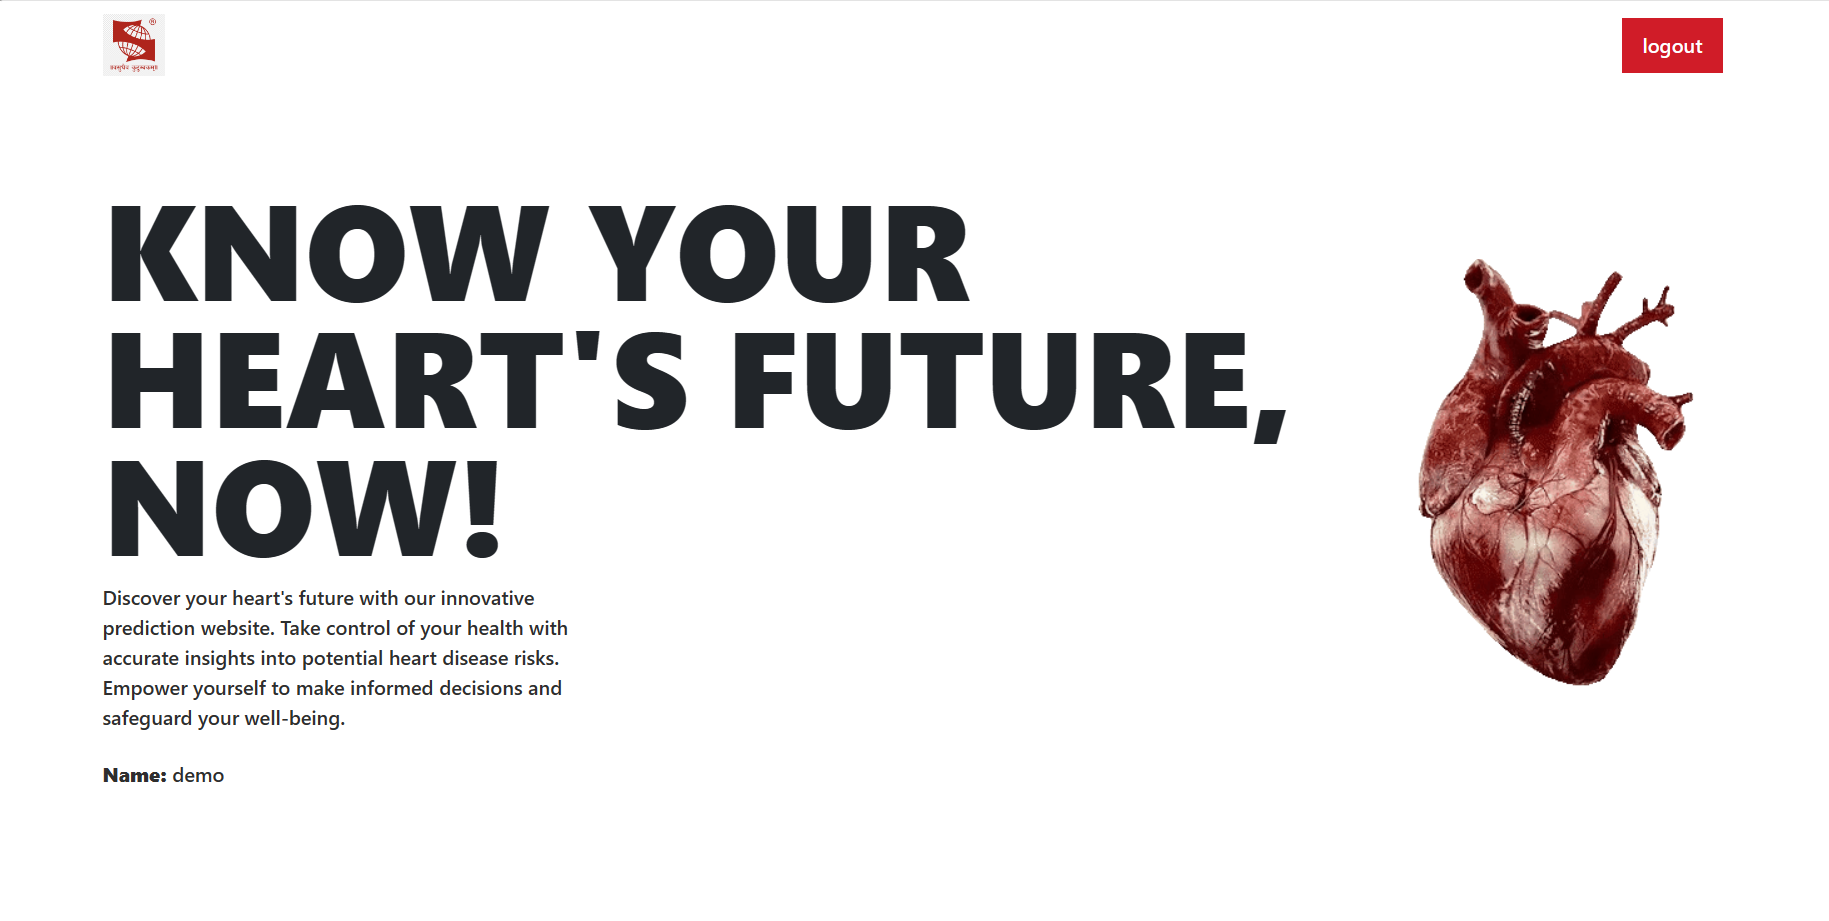 ®
॥वसुधैव कुटुम्बकम्॥
logout
KNOW YOUR
HEART'S FUTURE,
NOW!
Discover your heart's future with our innovative
prediction website. Take control of your health with
accurate insights into potential heart disease risks.
Empower yourself to make informed decisions and
safeguard your well-being.
Name: demo